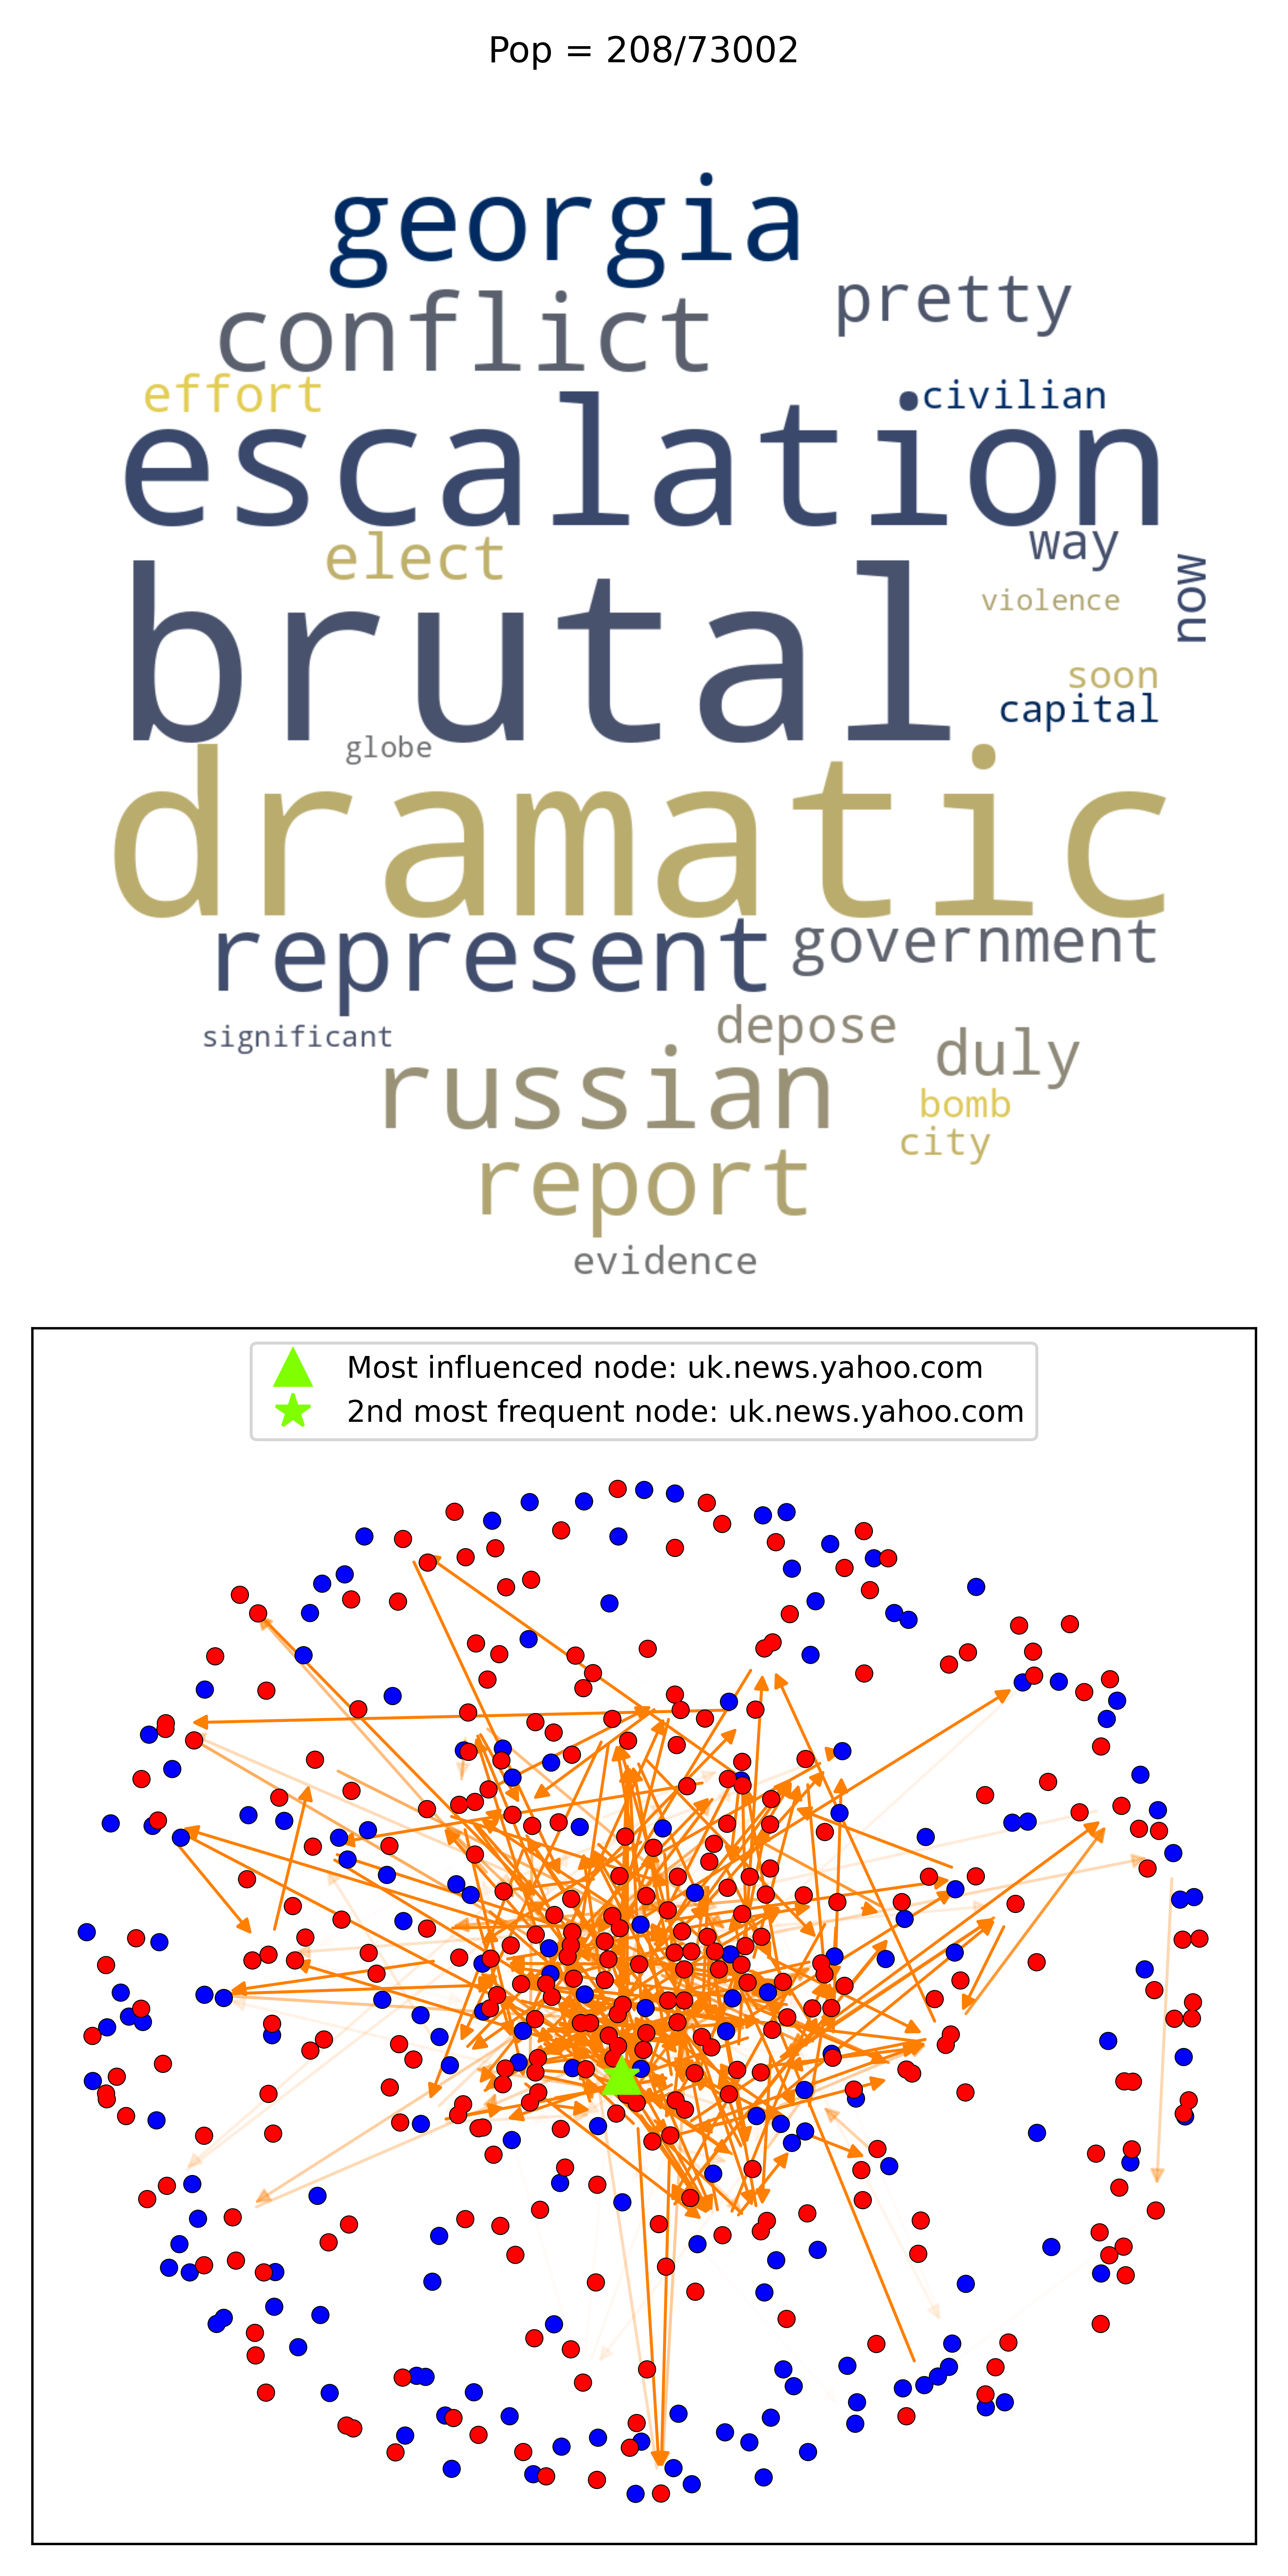 Pop = 208/73002
georgia
pretty
conflict
effort
civilian
escalation
way
elect
now
violence
brutal
soon
capital
globe
dramatic
represent
government
depose
significant
duly
russian
bomb
city
report
evidence
Most influenced node: uk.news.yahoo.com
2nd most frequent node: uk.news.yahoo.com